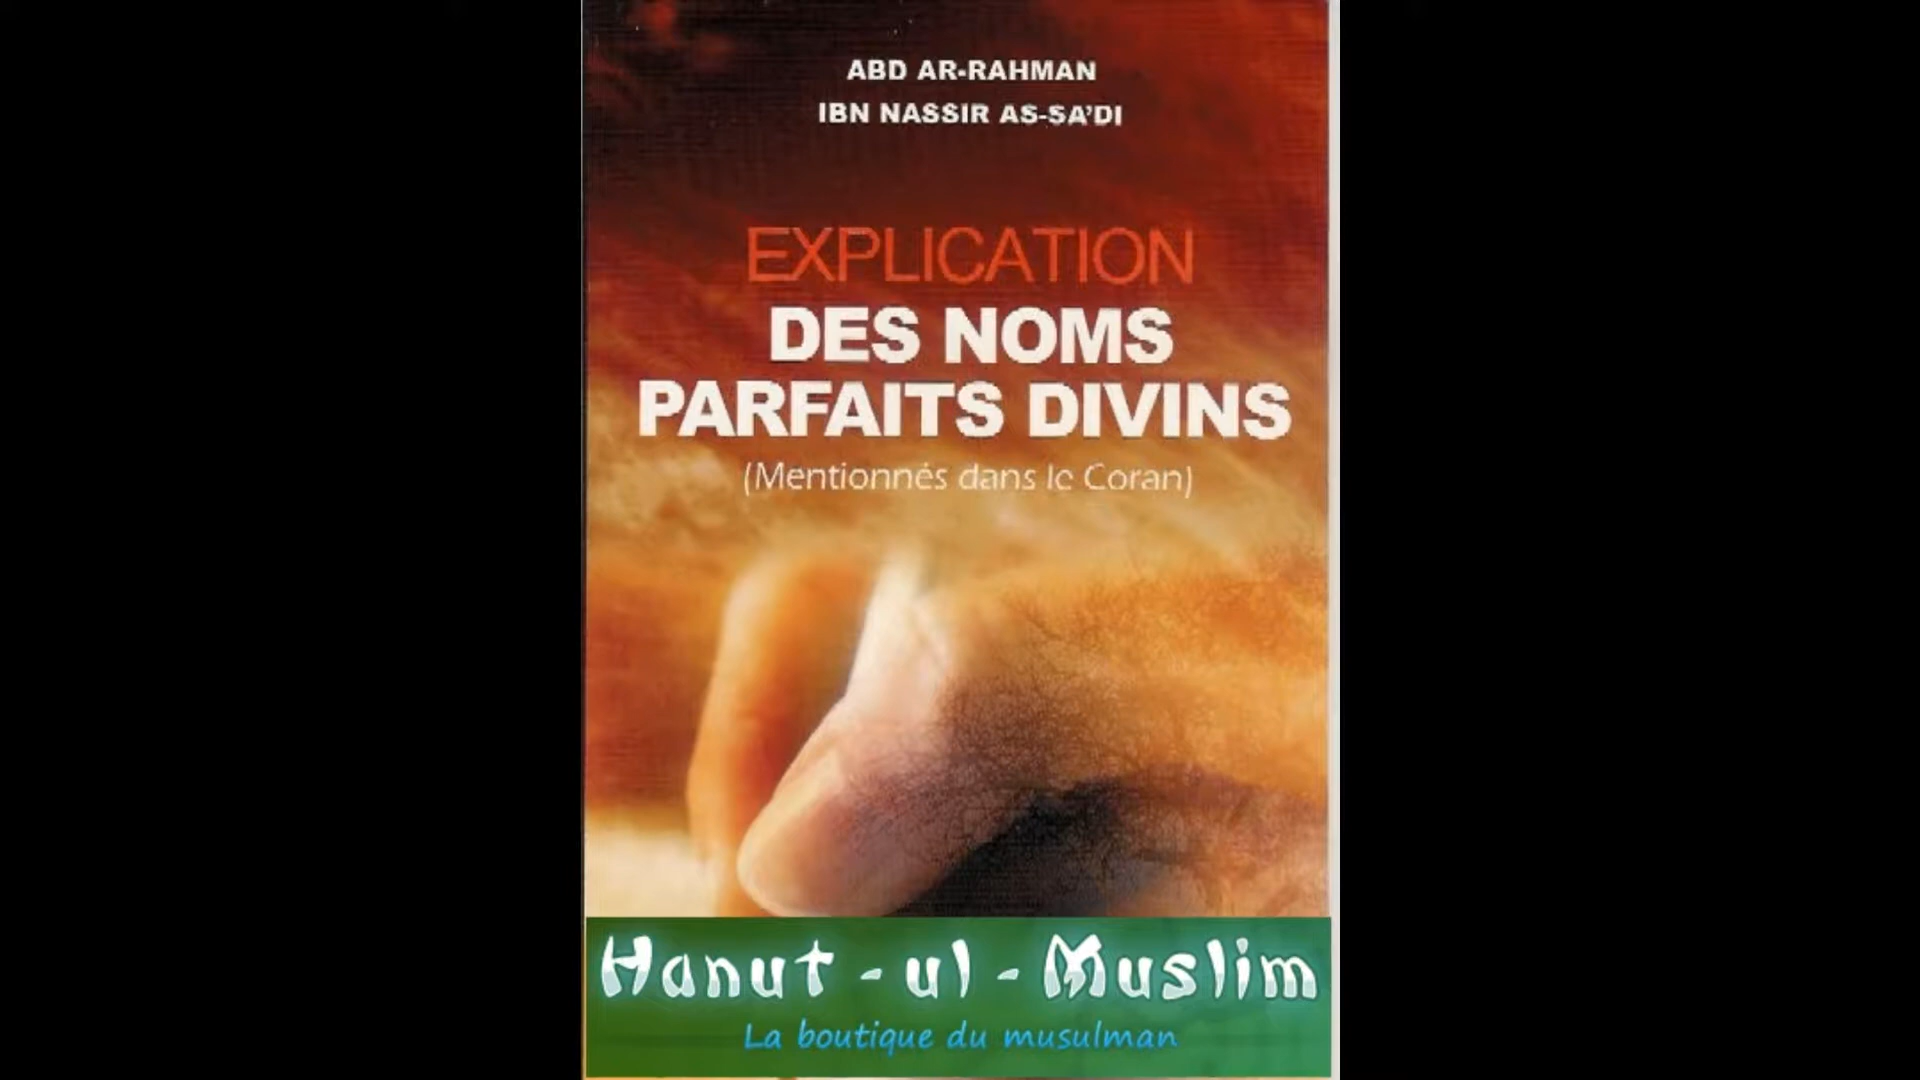 ABD AR-RAHMAN
IBN NASSIR AS-SA'DI
EXPLICATION
DES NOMS
PARFAITS DIVINS
(Mentionnés dans le Coran)
Hanut - ul - Muslim
La boutique du musulman